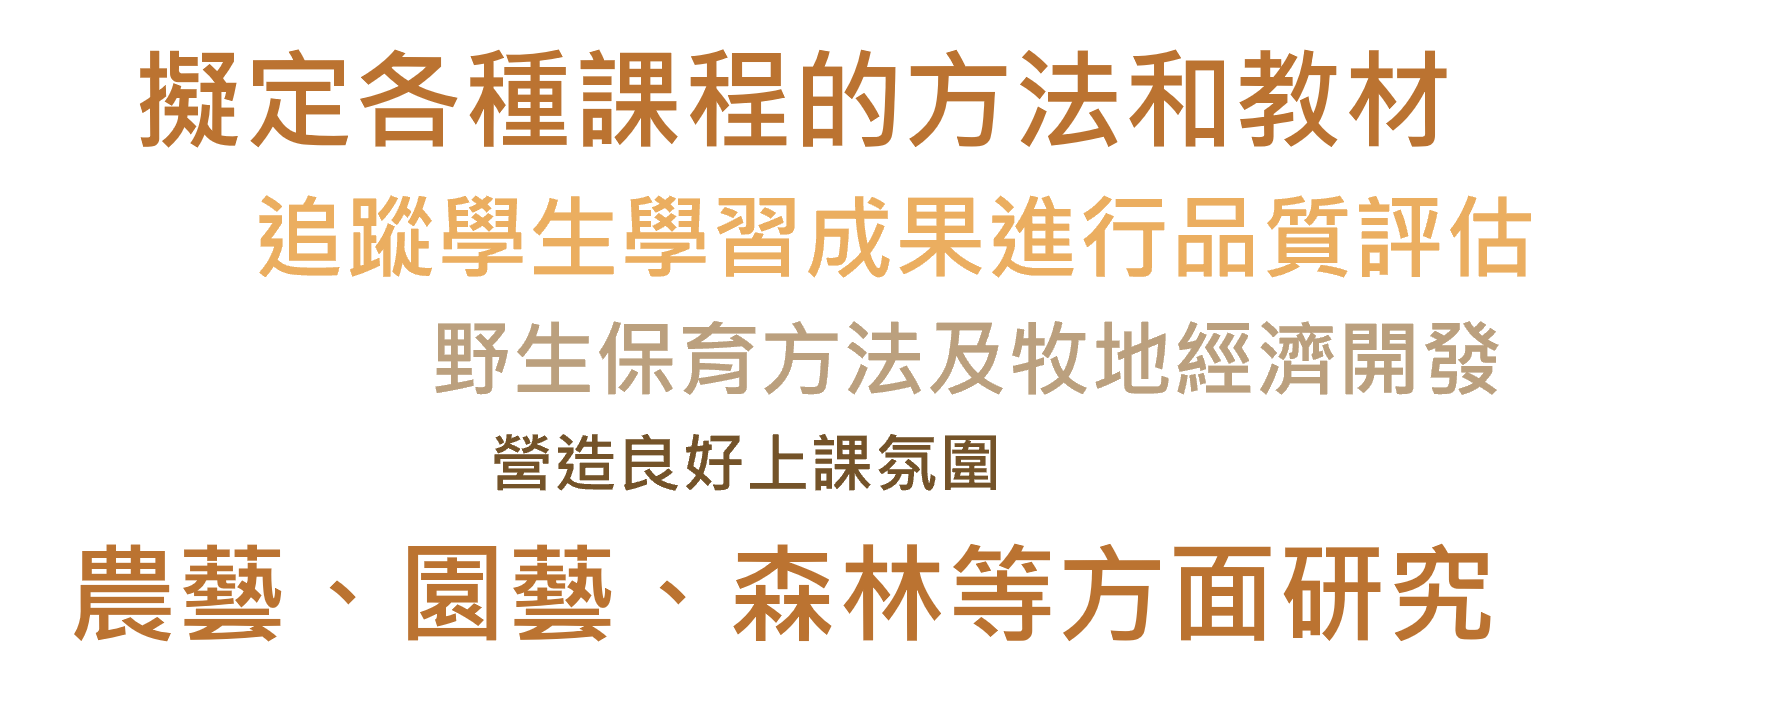 擬定各種課程的方法和教材
追蹤學生學習成果進行品質評估
野生保育方法及牧地經濟開發
營造良好上課氛圍
農藝、園藝、森林等方面研究